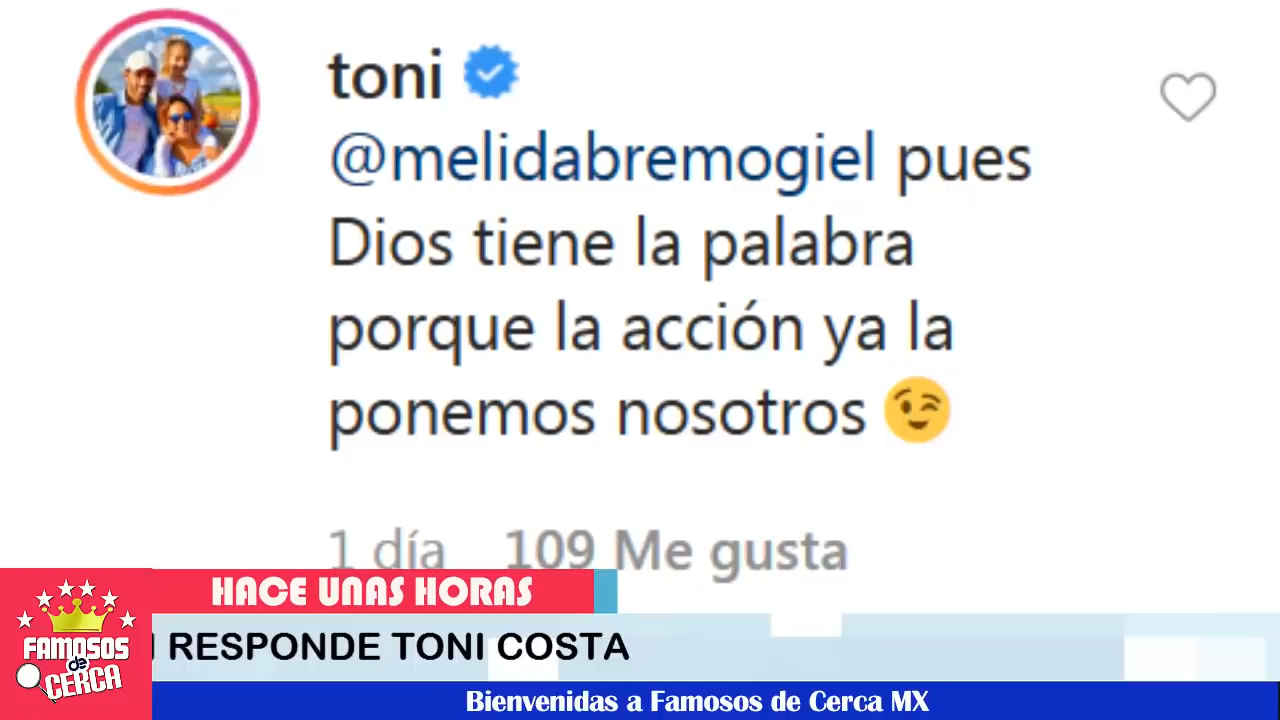 toni
@melidabremogiel pues
Dios tiene la palabra
porque la acción ya la
ponemos nosotros 😉
1 día 109 Me gusta
HACE UNAS HORAS
RESPONDE TONI COSTA
FAMOSOS
de
CERCA
Bienvenidas a Famosos de Cerca MX